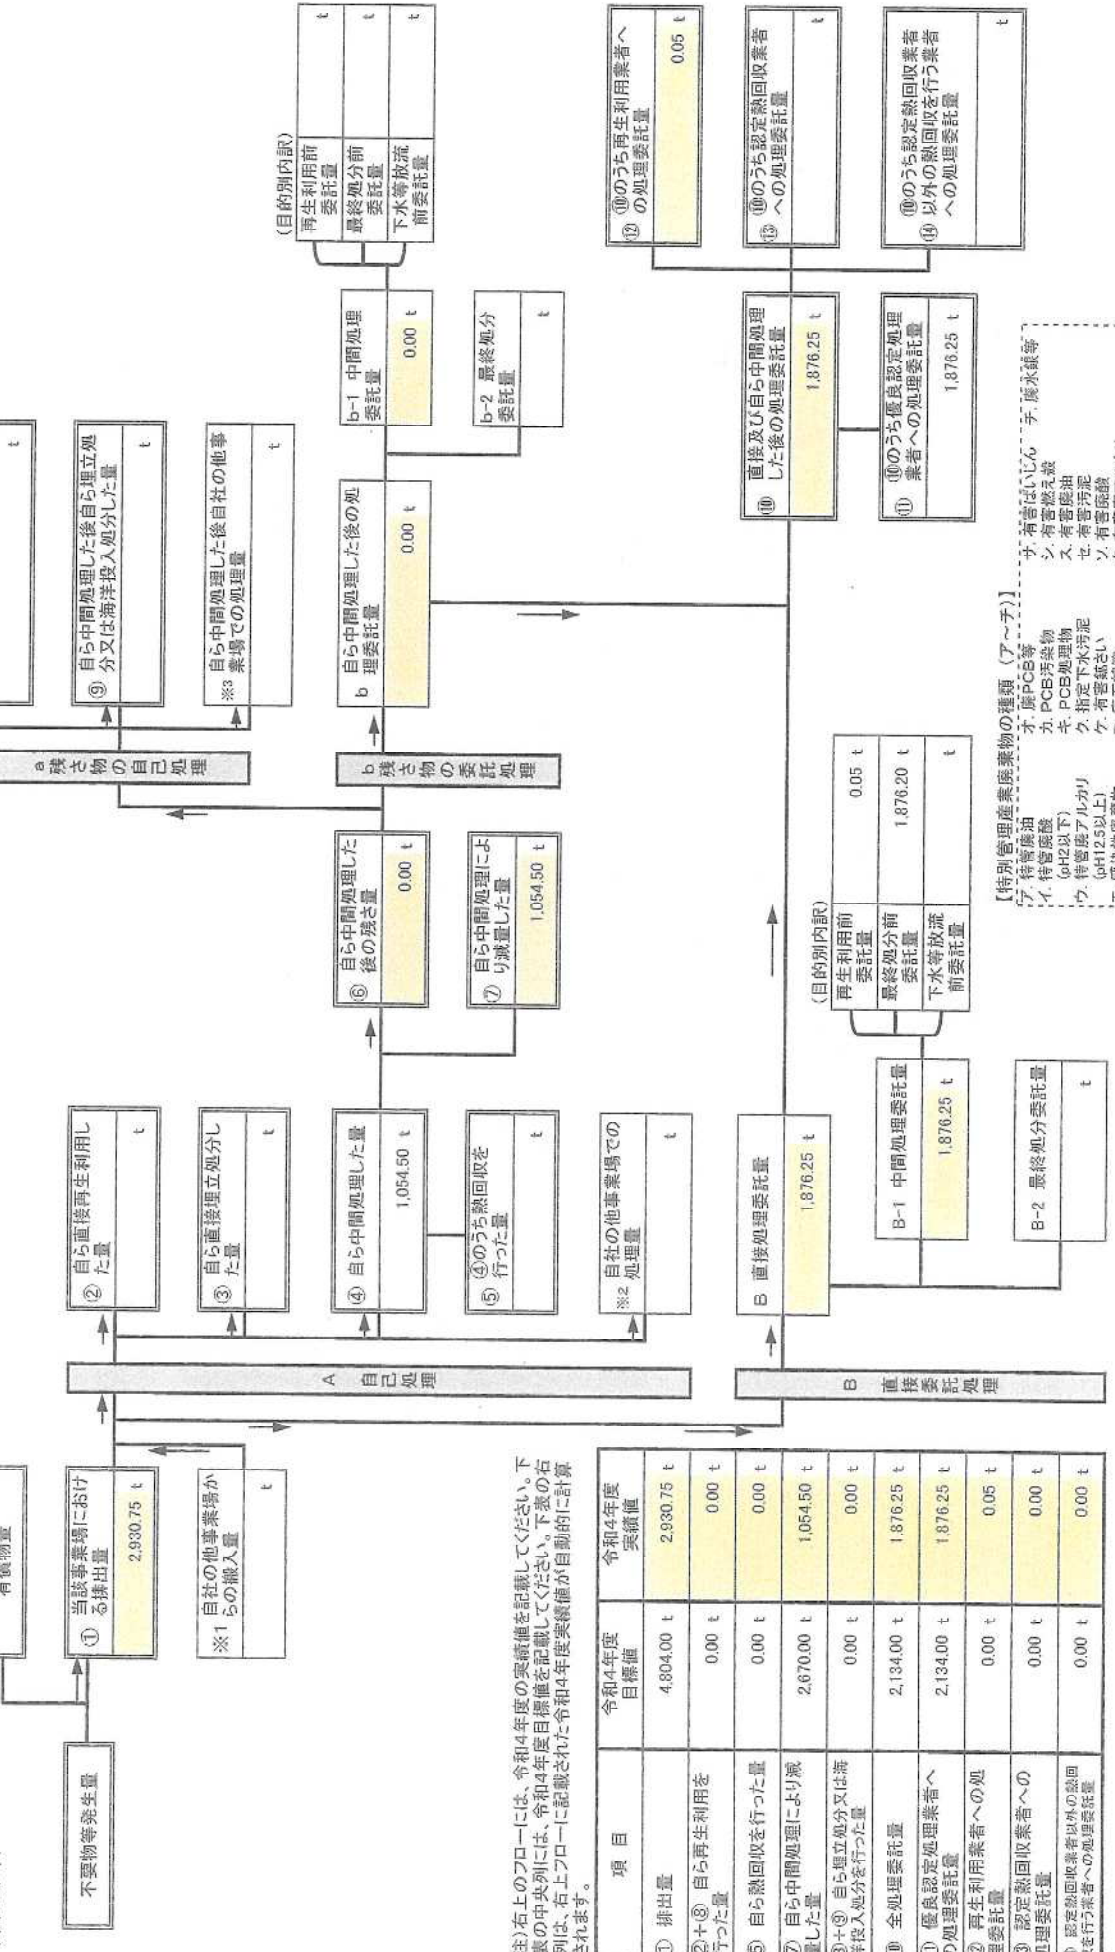 不要物等発生量
① 当該事業場におけ
る排出量
2,930.75 t
※1 自社の他事業場か
らの搬入量
t
A 自己処理
B 直接委託処理
② 自ら直接再生利用し
た量
t
③ 自ら直接埋立処分し
た量
t
④ 自ら中間処理した量
1,054.50 t
⑤ ④のうち熱回収を
行った量
t
※2 自社の他事業場での
処理量
t
B 直接処理委託量
1,876.25 t
B-1 中間処理委託量
1,876.25 t
B-2 最終処分委託量
t
(目的別内訳)
再生利用前
委託量
0.05 t
最終処分前
委託量
1,876.20 t
下水等放流
前委託量
t
⑥ 自ら中間処理した
後の残さ量
0.00 t
⑦ 自ら中間処理によ
り減量した量
1,054.50 t
a 残さ物の自己処理
b 残さ物の委託処理
t
⑨ 自ら中間処理した後自ら埋立処
分又は海洋投入処分した量
t
※3 自ら中間処理した後自社の他事
業場での処理量
t
b 自ら中間処理した後の処
理委託量
0.00 t
b-1 中間処理
委託量
0.00 t
b-2 最終処分
委託量
t
(目的別内訳)
再生利用前
委託量
t
最終処分前
委託量
t
下水等放流
前委託量
t
⑩ 直接及び自ら中間処理
した後の処理委託量
1,876.25 t
⑪ ⑩のうち優良認定処理
業者への処理委託量
1,876.25 t
⑫ ⑩のうち再生利用業者へ
の処理委託量
0.05 t
⑬ ⑩のうち認定熱回収業者
への処理委託量
t
⑭ ⑩のうち認定熱回収業者
以外の熱回収を行う業者
への処理委託量
t
【特別管理産業廃棄物の種類 (ア～チ)】
ア. 特管廃油
イ. 特管廃酸
(pH2以下)
ウ. 特管廃アルカリ
(pH12.5以上)
オ. 廃PCB等
カ. PCB汚染物
キ. PCB処理物
ク. 指定下水汚泥
ケ. 有害鉱さい
サ. 有害ばいじん
シ. 有害燃え殻
ス. 有害廃油
セ. 有害汚泥
ソ. 有害廃酸
チ. 廃水銀等
注)右上のフローには、令和4年度の実績値を記載してください。下
表の中央列には、令和4年度目標値を記載してください。下表の右
列は、右上フローに記載された令和4年度実績値が自動的に計算
されます。
項 目
令和4年度
目標値
令和4年度
実績値
排出量
4,804.00 t
2,930.75 t
②+⑧ 自ら再生利用を
行った量
0.00 t
0.00 t
自ら熱回収を行った量
0.00 t
0.00 t
自ら中間処理により減
量した量
2,670.00 t
1,054.50 t
③+⑨ 自ら埋立処分又は海
洋投入処分を行った量
0.00 t
0.00 t
全処理委託量
2,134.00 t
1,876.25 t
優良認定処理業者へ
の処理委託量
2,134.00 t
1,876.25 t
再生利用業者への処
理委託量
0.00 t
0.05 t
認定熱回収業者への
処理委託量
0.00 t
0.00 t
認定熱回収業者以外の熱回
収を行う業者への処理委託量
0.00 t
0.00 t